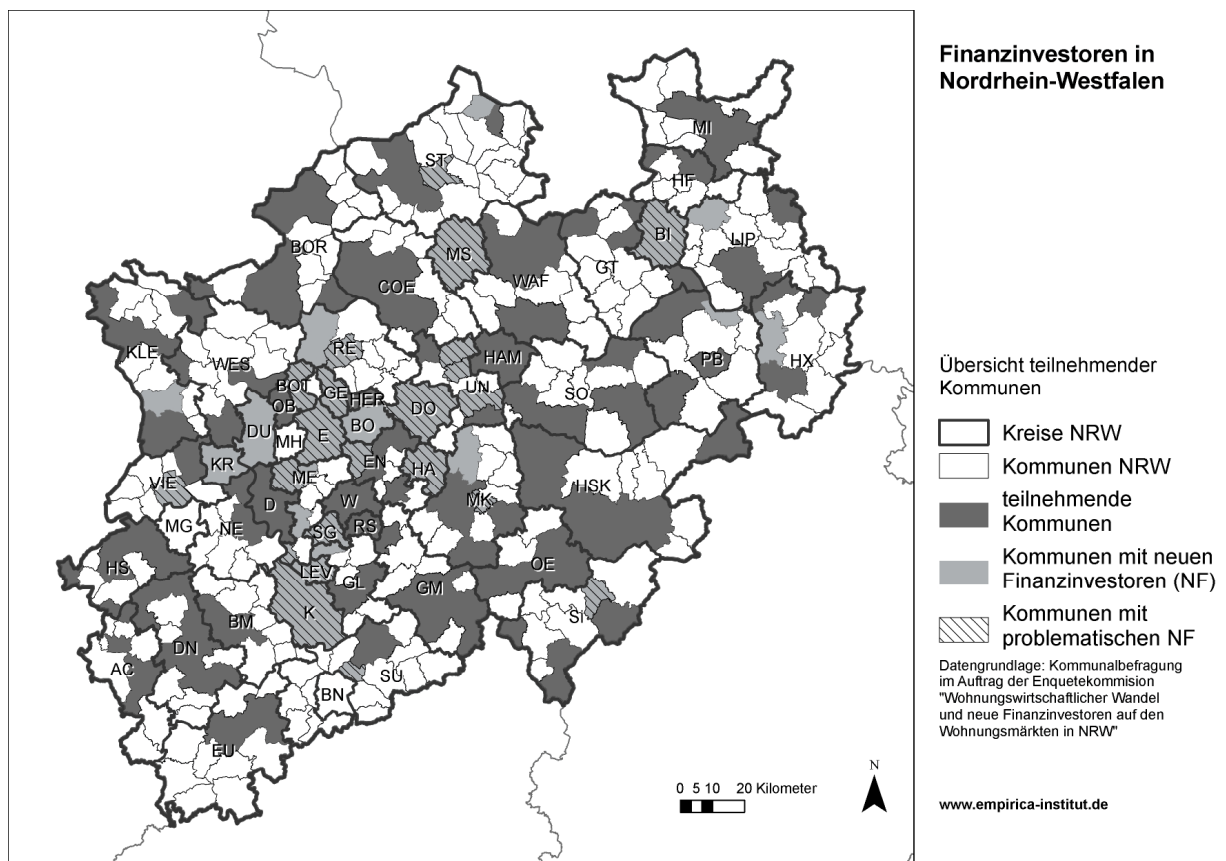 Finanzinvestoren in
Nordrhein-Westfalen
Übersicht teilnehmender
Kommunen
Kreise NRW
Kommunen NRW
teilnehmende
Kommunen
Kommunen mit neuen
Finanzinvestoren (NF)
Kommunen mit
problematischen NF
Datengrundlage: Kommunalbefragung
im Auftrag der Enquetekommision
"Wohnungswirtschaftlicher Wandel
und neue Finanzinvestoren auf den
Wohnungsmärkten in NRW"
www.empirica-institut.de
MI
ST
HF
BI
LIP
BOR
MS
GT
WAF
COE
KLE
WES
RE
HAM
PB
HX
BOT
GE
HER
UN
SO
OB
DO
DU
MH
E
BO
KR
ME
EN
HA
HSK
VIE
D
W
MK
MG
NE
SG
RS
HS
LEV
GL
OE
GM
K
BM
SI
DN
AC
SU
BN
EU
0 5 10 20 Kilometer
N